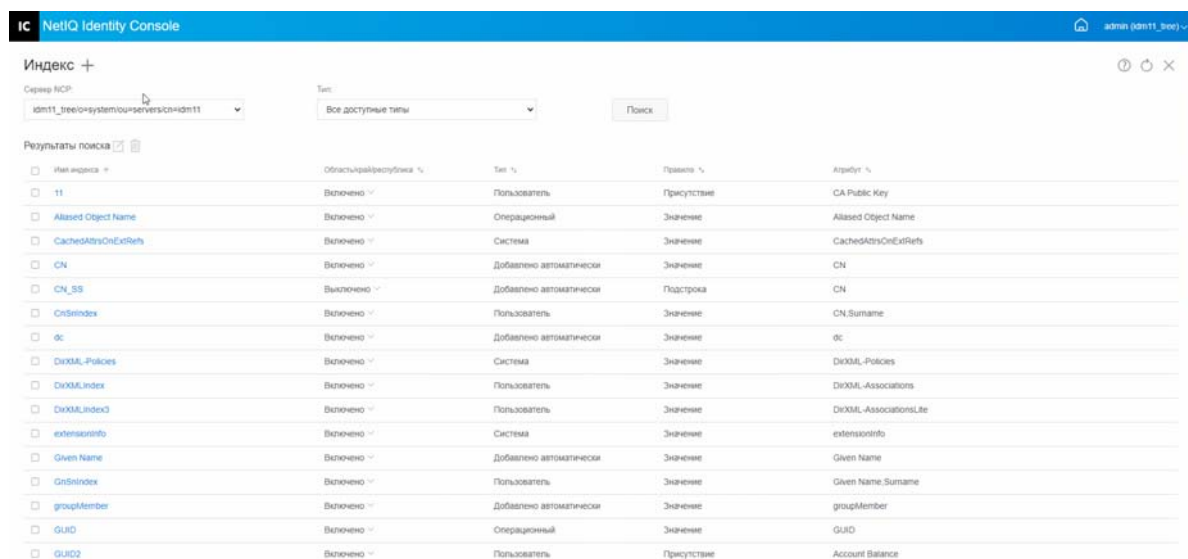 IC NetIQ Identity Console admin (idm11_tree)
Индекс
Сервер NCP: Тип:
idm11_tree/o=system/ou=servers/cn=idm11 Все доступные типы Поиск
Результаты поиска
Имя индекса Область/край/республика Тип Правило Атрибут
11 Включено Пользователь Присутствие CA Public Key
Aliased Object Name Включено Операционный Значение Aliased Object Name
CachedAttrsOnExtRefs Включено Система Значение CachedAttrsOnExtRefs
CN Включено Добавлено автоматически Значение CN
CN_SS Выключено Добавлено автоматически Подстрока CN
CnSnIndex Включено Пользователь Значение CN,Surname
dc Включено Добавлено автоматически Значение dc
DirXML-Policies Включено Система Значение DirXML-Policies
DirXMLIndex Включено Пользователь Значение DirXML-Associations
DirXMLIndex3 Включено Пользователь Значение DirXML-AssociationsLite
extensionInfo Включено Система Значение extensionInfo
Given Name Включено Добавлено автоматически Значение Given Name
GnSnIndex Включено Пользователь Значение Given Name,Surname
groupMember Включено Добавлено автоматически Значение groupMember
GUID Включено Операционный Значение GUID
GUID2 Включено Пользователь Присутствие Account Balance